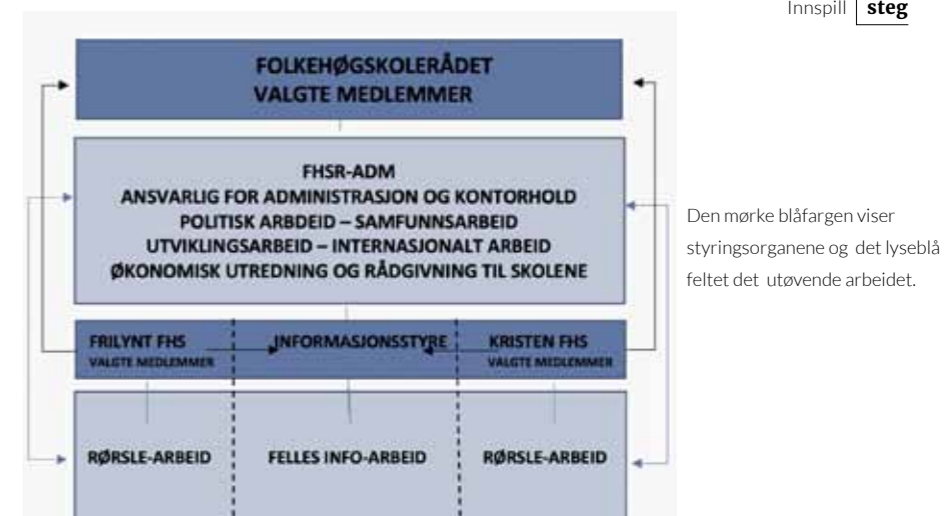 Innspill steg
FOLKEHØGSKOLERÅDET
VALGTE MEDLEMMER
FHSR-ADM
ANSVARLIG FOR ADMINISTRASJON OG KONTORHOLD
POLITISK ARBDEID – SAMFUNNSARBEID
UTVIKLINGSARBEID – INTERNASJONALT ARBEID
ØKONOMISK UTREDNING OG RÅDGIVNING TIL SKOLENE
Den mørke blåfargen viser
styringsorganene og det lyseblå
feltet det utøvende arbeidet.
FRILYNT FHS
VALGTE MEDLEMMER
INFORMASJONSSTYRE
KRISTEN FHS
VALGTE MEDLEMMER
RØRSLE-ARBEID
FELLES INFO-ARBEID
RØRSLE-ARBEID